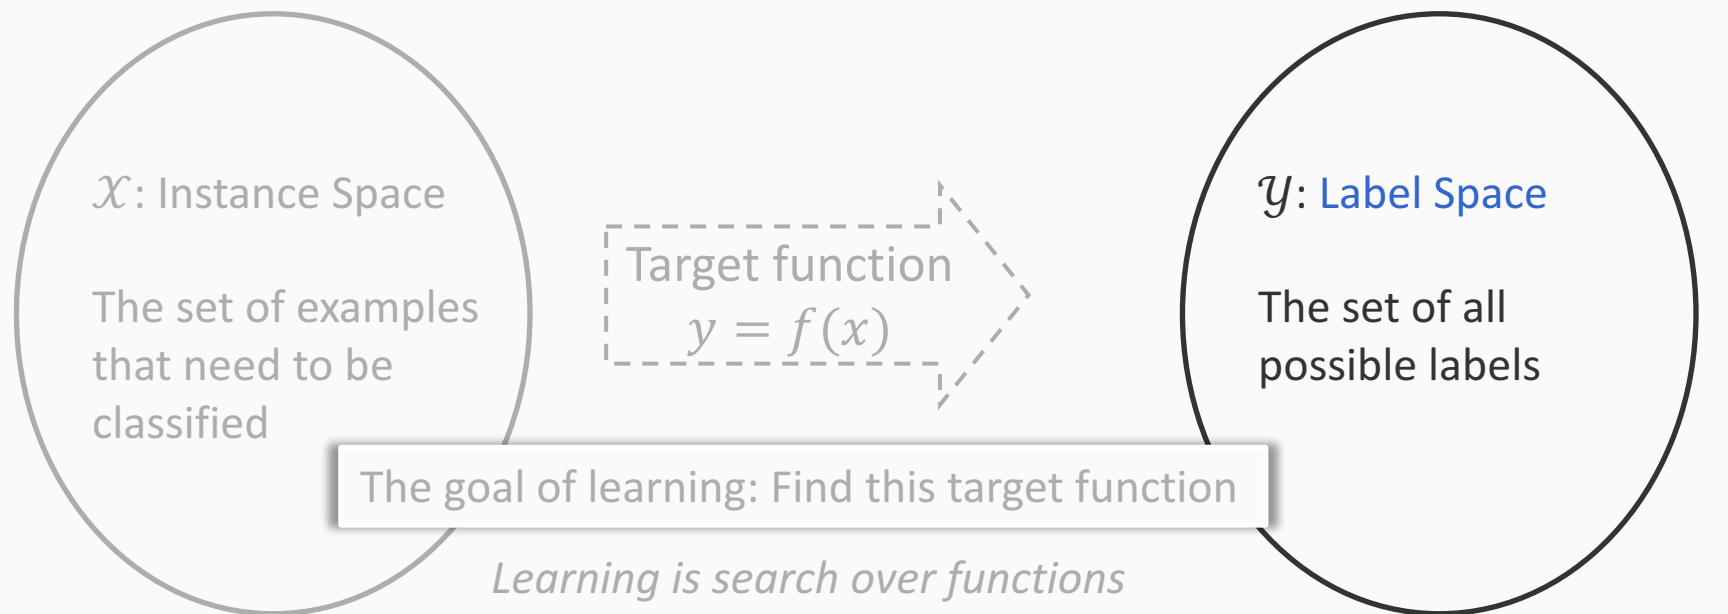 𝒳: Instance Space
The set of examples
that need to be
classified
Target function
y = f(x)
𝒴: Label Space
The set of all
possible labels
The goal of learning: Find this target function
Learning is search over functions